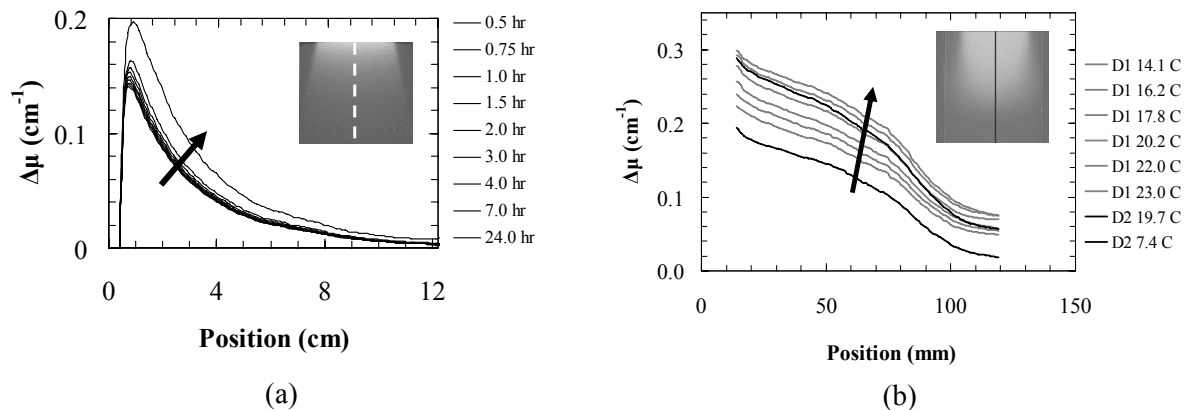 0.2
0.1
0
Δμ (cm⁻¹)
0 4 8 12
Position (cm)
0.5 hr
0.75 hr
1.0 hr
1.5 hr
2.0 hr
3.0 hr
4.0 hr
7.0 hr
24.0 hr
(a)
0.4
0.3
0.2
0.1
0.0
Δμ (cm⁻¹)
0 50 100 150
Position (mm)
D1 14.1 C
D1 16.2 C
D1 17.8 C
D1 20.2 C
D1 22.0 C
D1 23.0 C
D2 19.7 C
D2 7.4 C
(b)